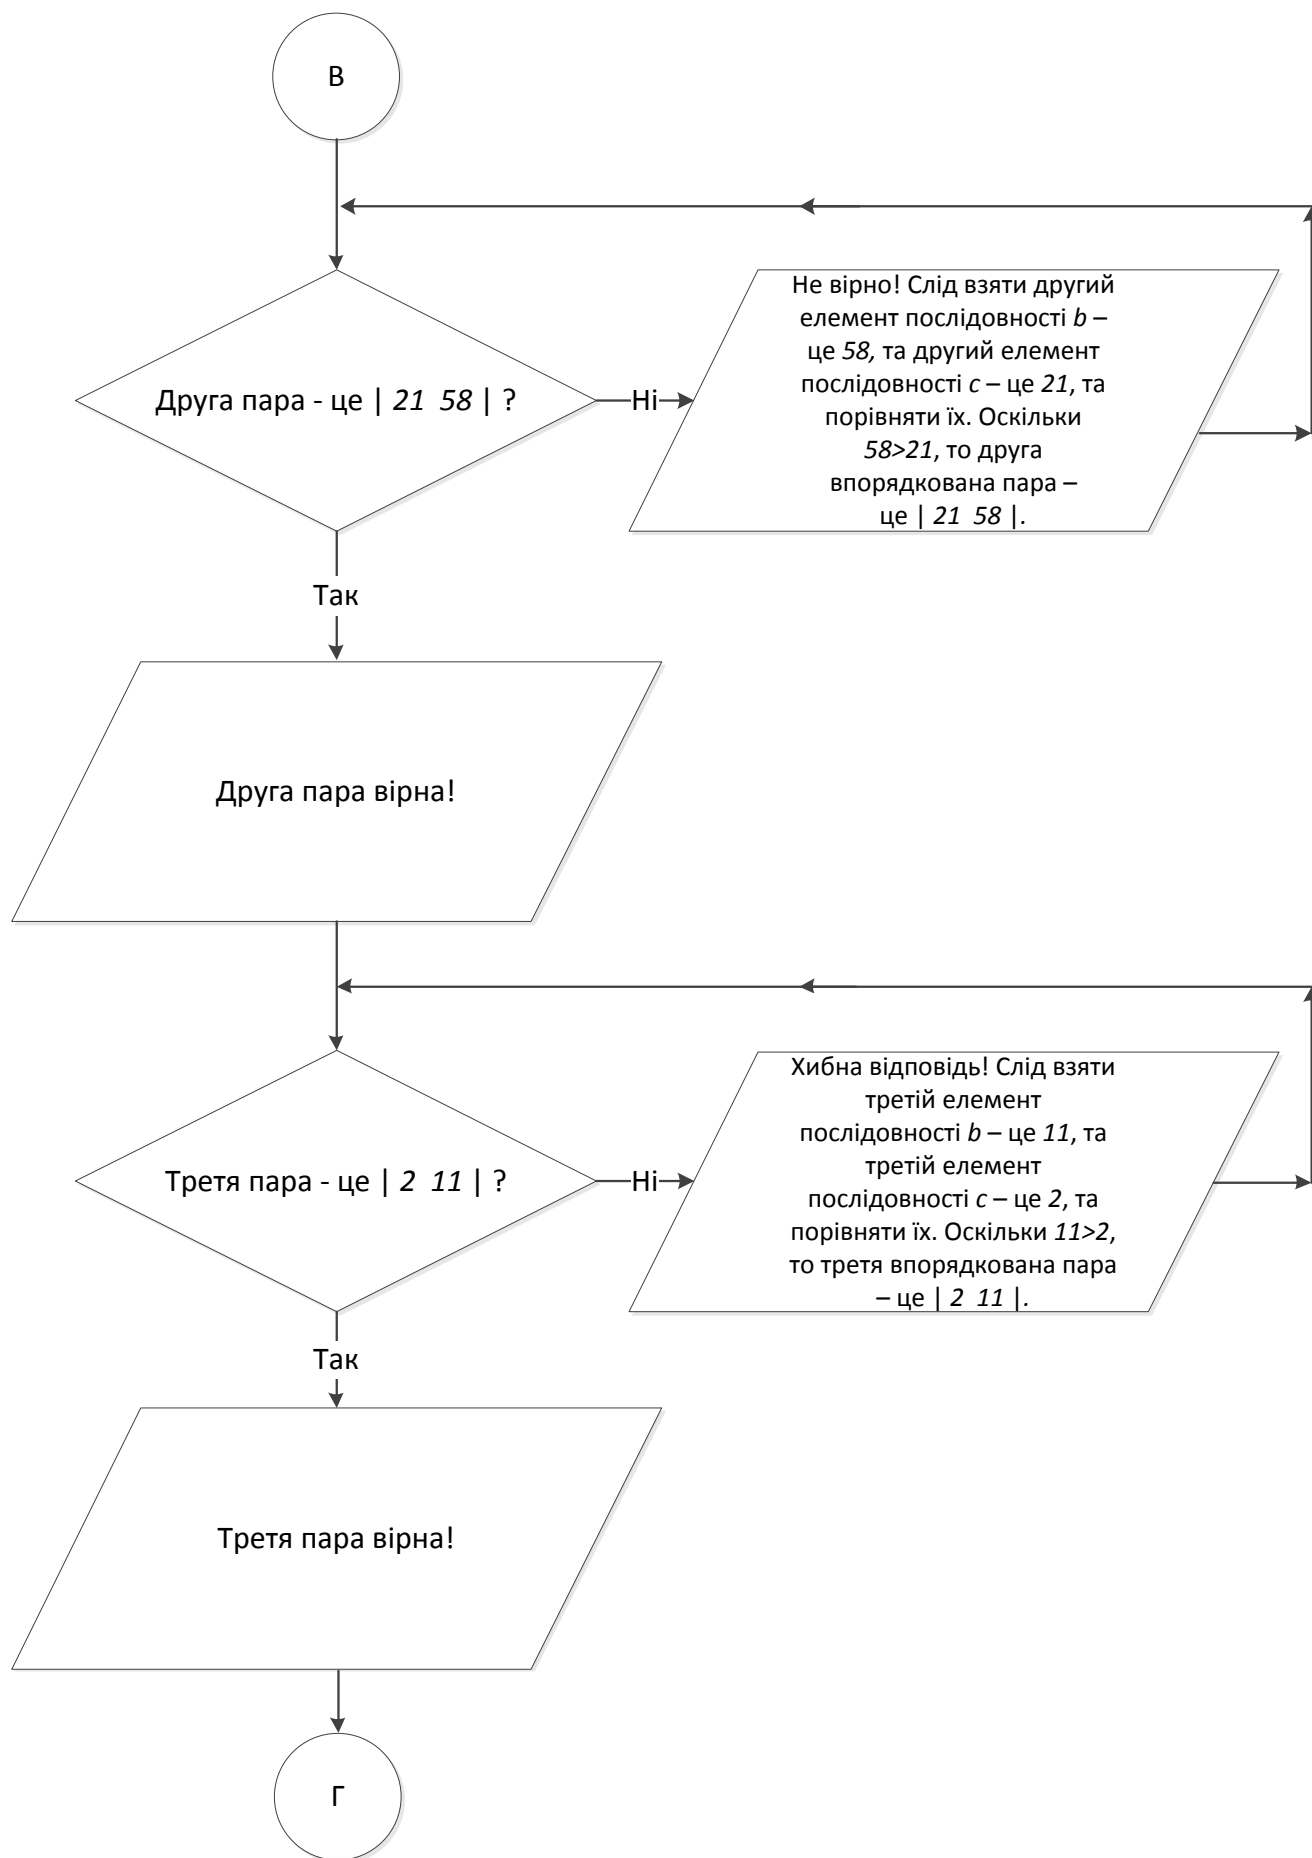 В
Друга пара - це | 21 58 | ?
Ні
Не вірно! Слід взяти другий
елемент послідовності b –
це 58, та другий елемент
послідовності c – це 21, та
порівняти їх. Оскільки
58>21, то друга
впорядкована пара –
це | 21 58 |.
Так
Друга пара вірна!
Третя пара - це | 2 11 | ?
Ні
Хибна відповідь! Слід взяти
третій елемент
послідовності b – це 11, та
третій елемент
послідовності c – це 2, та
порівняти їх. Оскільки 11>2,
то третя впорядкована пара
– це | 2 11 |.
Так
Третя пара вірна!
Г